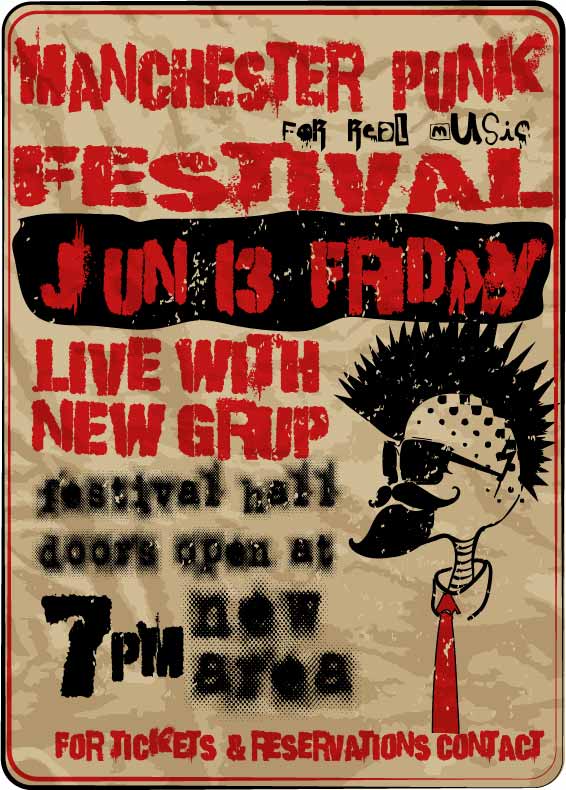 MANCHESTER PUNK
FOR ReaL mUSic
FESTIVAL
JUN 13 FRIDAY
LIVE WITH
NEW GRUP
festival hall
doors open at
7PM new
area
FOR TICKETS & RESERVATIONS CONTACT